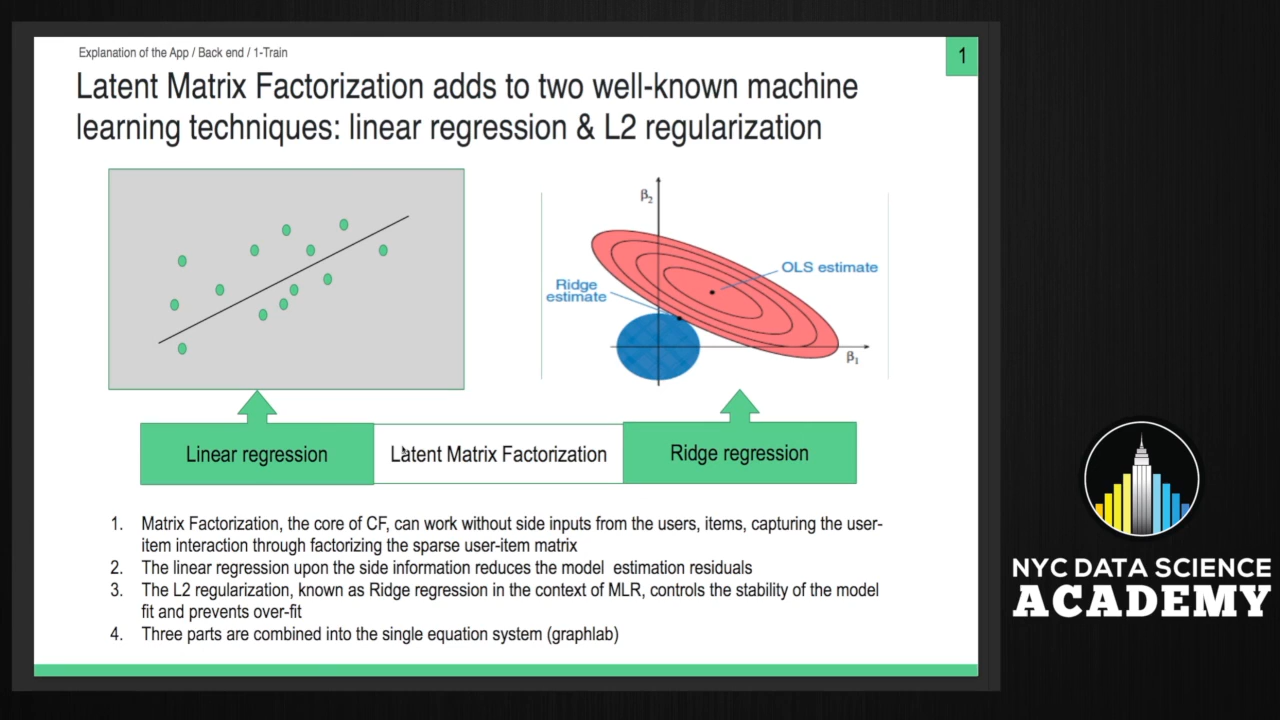 Explanation of the App / Back end / 1-Train
1
Latent Matrix Factorization adds to two well-known machine
learning techniques: linear regression & L2 regularization
β2
OLS estimate
Ridge
estimate
β1
Linear regression
Latent Matrix Factorization
Ridge regression
1. Matrix Factorization, the core of CF, can work without side inputs from the users, items, capturing the user-
item interaction through factorizing the sparse user-item matrix
2. The linear regression upon the side information reduces the model estimation residuals
3. The L2 regularization, known as Ridge regression in the context of MLR, controls the stability of the model
fit and prevents over-fit
4. Three parts are combined into the single equation system (graphlab)
NYC DATA SCIENCE
ACADEMY